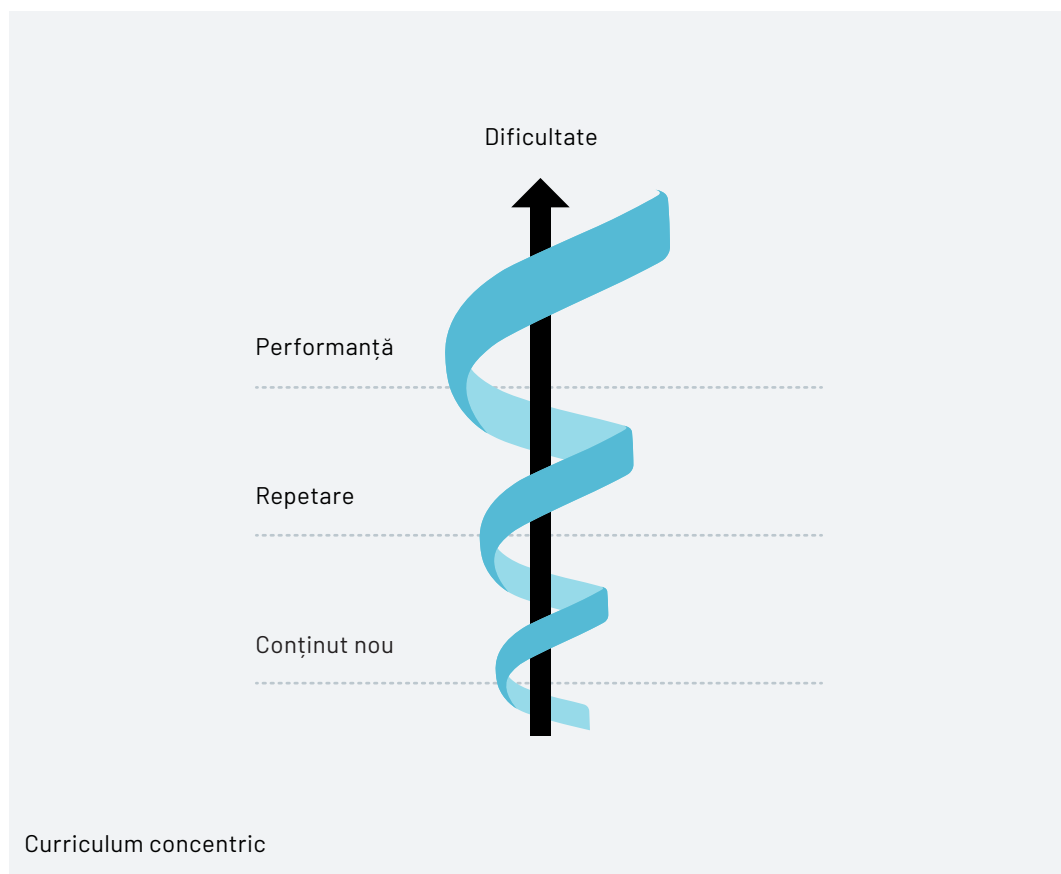 Dificultate
Performanță
Repetare
Conținut nou
Curriculum concentric